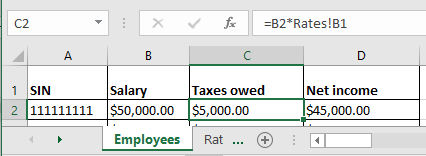 C2 fx =B2*Rates!B1
A B C D
1 SIN Salary Taxes owed Net income
2 111111111 $50,000.00 $5,000.00 $45,000.00
Employees Rat ...